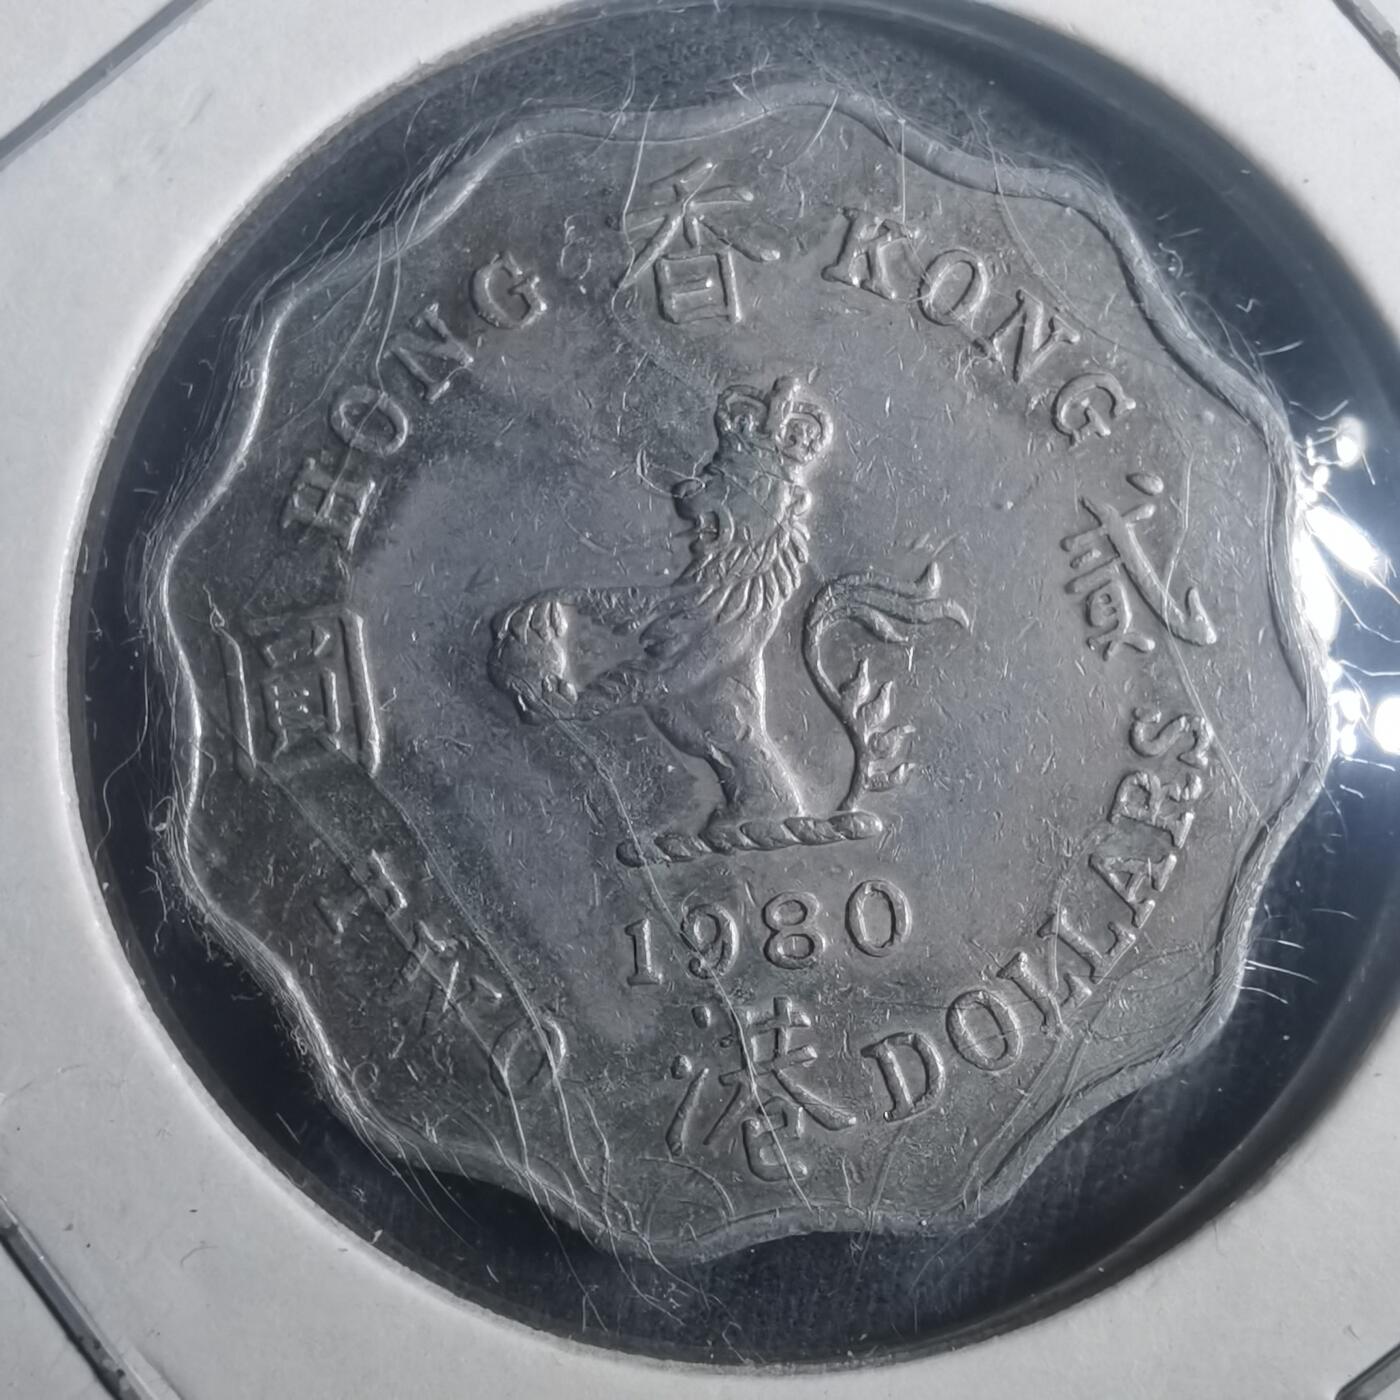 HONG 香 KONG
圓 貳
1980
TWO 港 DOLLARS